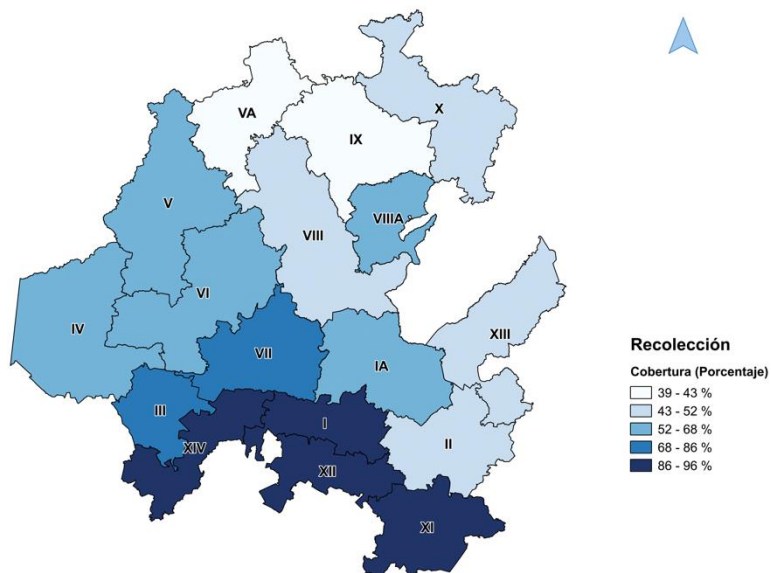 VA
X
IX
V
VIIIA
VIII
VI
IV
XIII
VII
IA
III
I
XIV
II
XII
XI
Recolección
Cobertura (Porcentaje)
39 - 43 %
43 - 52 %
52 - 68 %
68 - 86 %
86 - 96 %